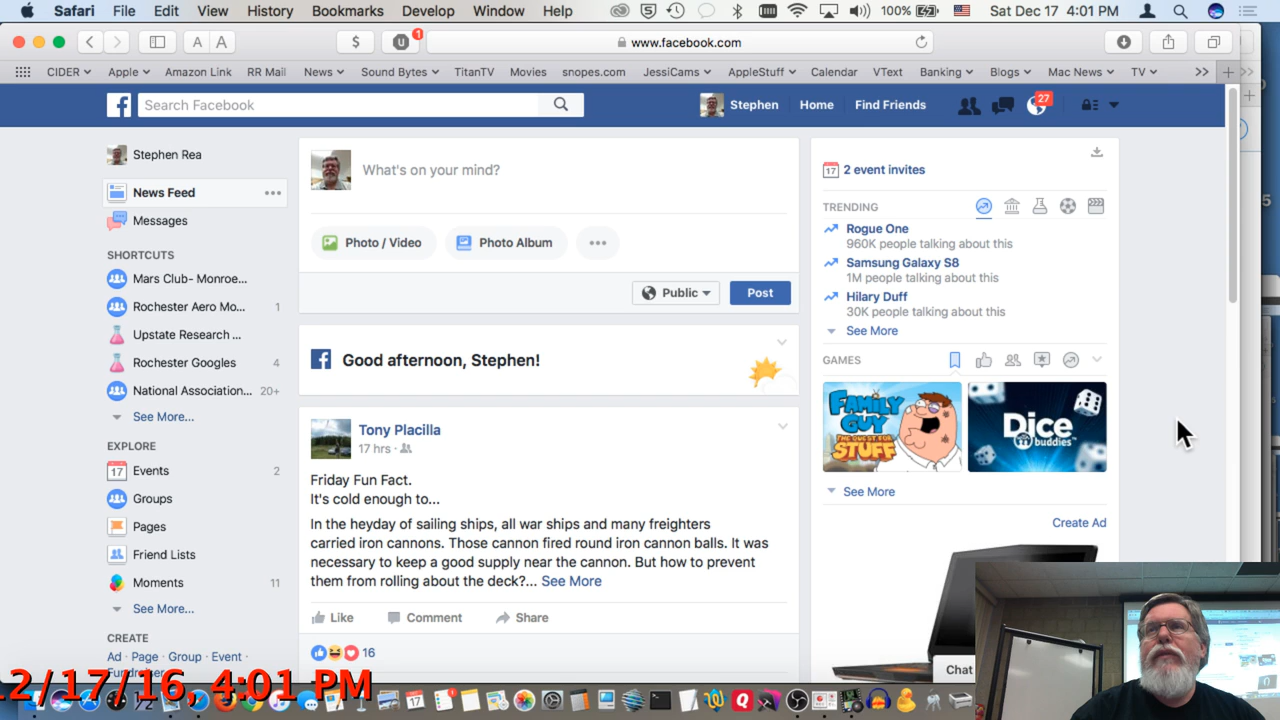 Safari File Edit View History Bookmarks Develop Window Help 5 100% Sat Dec 17 4:01 PM
A A $ u 1 www.facebook.com
CIDER Apple Amazon Link RR Mail News Sound Bytes TitanTV Movies snopes.com JessiCams AppleStuff Calendar VText Banking Blogs Mac News TV >> +
f Search Facebook Stephen Home Find Friends 27
Stephen Rea
News Feed
Messages
SHORTCUTS
Mars Club- Monroe...
Rochester Aero Mo... 1
Upstate Research ...
Rochester Googles 4
National Association... 20+
See More...
EXPLORE
17 Events 2
Groups
Pages
Friend Lists
Moments 11
See More...
CREATE
Ad · Page · Group · Event ·
Fundraiser
What's on your mind?
Photo / Video Photo Album
Public Post
f Good afternoon, Stephen!
Tony Placilla
17 hrs ·
Friday Fun Fact.
It's cold enough to...
In the heyday of sailing ships, all war ships and many freighters
carried iron cannons. Those cannon fired round iron cannon balls. It was
necessary to keep a good supply near the cannon. But how to prevent
them from rolling about the deck?... See More
Like Comment Share
16
17 2 event invites
TRENDING
Rogue One
960K people talking about this
Samsung Galaxy S8
1M people talking about this
Hilary Duff
30K people talking about this
See More
GAMES
FAMILY GUY THE QUEST FOR STUFF
Dice buddies™
See More
Create Ad
Chat
12/17/16, 4:01 PM